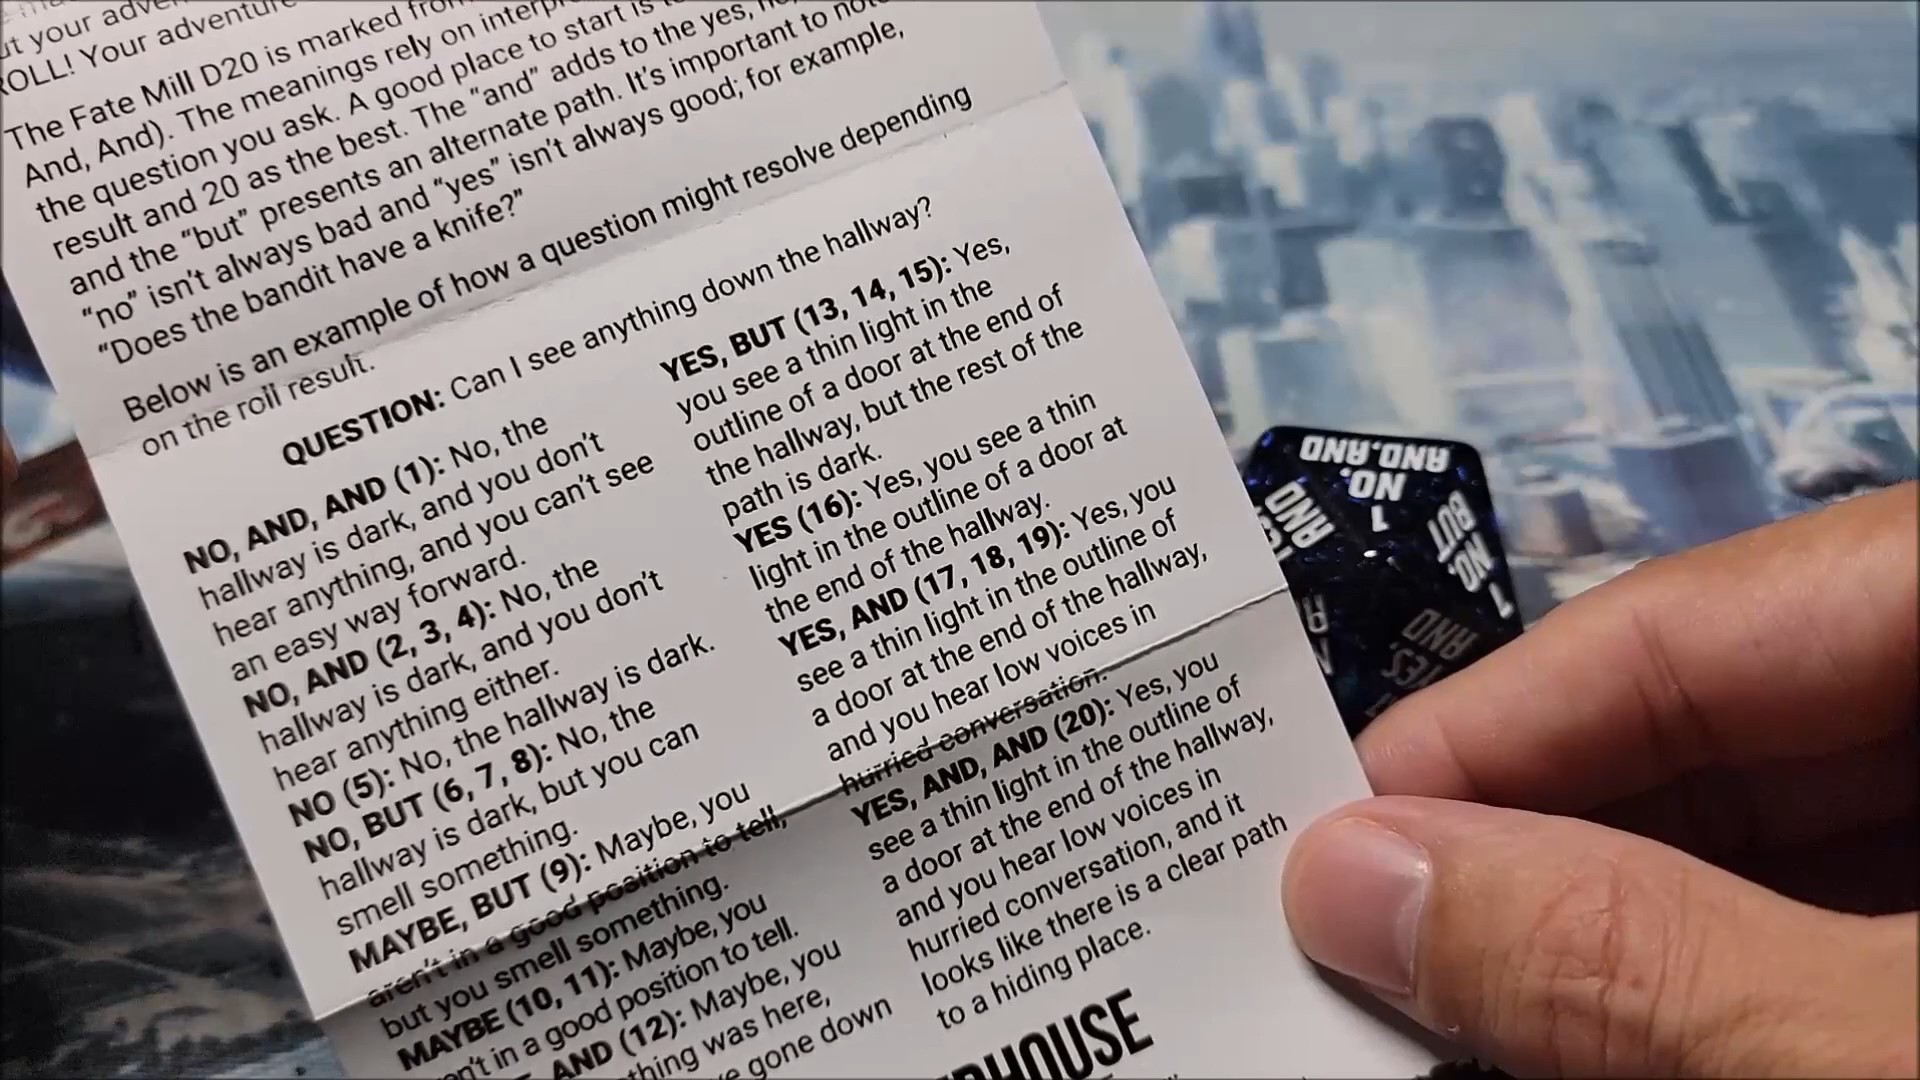 ut your adven
ROLL! Your adventure
The Fate Mill D20 is marked from
And, And). The meanings rely on interp
the question you ask. A good place to start is to
result and 20 as the best. The “and” adds to the yes, no,
and the “but” presents an alternate path. It’s important to note
“no” isn’t always bad and “yes” isn’t always good; for example,
“Does the bandit have a knife?”
Below is an example of how a question might resolve depending
on the roll result.
QUESTION: Can I see anything down the hallway?
NO, AND, AND (1): No, the
hallway is dark, and you don’t
hear anything, and you can’t see
an easy way forward.
NO, AND (2, 3, 4): No, the
hallway is dark, and you don’t
hear anything either.
NO (5): No, the hallway is dark.
NO, BUT (6, 7, 8): No, the
hallway is dark, but you can
smell something.
MAYBE, BUT (9): Maybe, you
aren’t in a good position to tell,
but you smell something.
MAYBE (10, 11): Maybe, you
n’t in a good position to tell.
AND (12): Maybe, you
thing was here,
e gone down
YES, BUT (13, 14, 15): Yes,
you see a thin light in the
outline of a door at the end of
the hallway, but the rest of the
path is dark.
YES (16): Yes, you see a thin
light in the outline of a door at
the end of the hallway.
YES, AND (17, 18, 19): Yes, you
see a thin light in the outline of
a door at the end of the hallway,
and you hear low voices in
hurried conversation.
YES, AND, AND (20): Yes, you
see a thin light in the outline of
a door at the end of the hallway,
and you hear low voices in
hurried conversation, and it
looks like there is a clear path
to a hiding place.
HOUSE
1
NO,
AND, AND
NO,
BUT
AND
YES,
AND